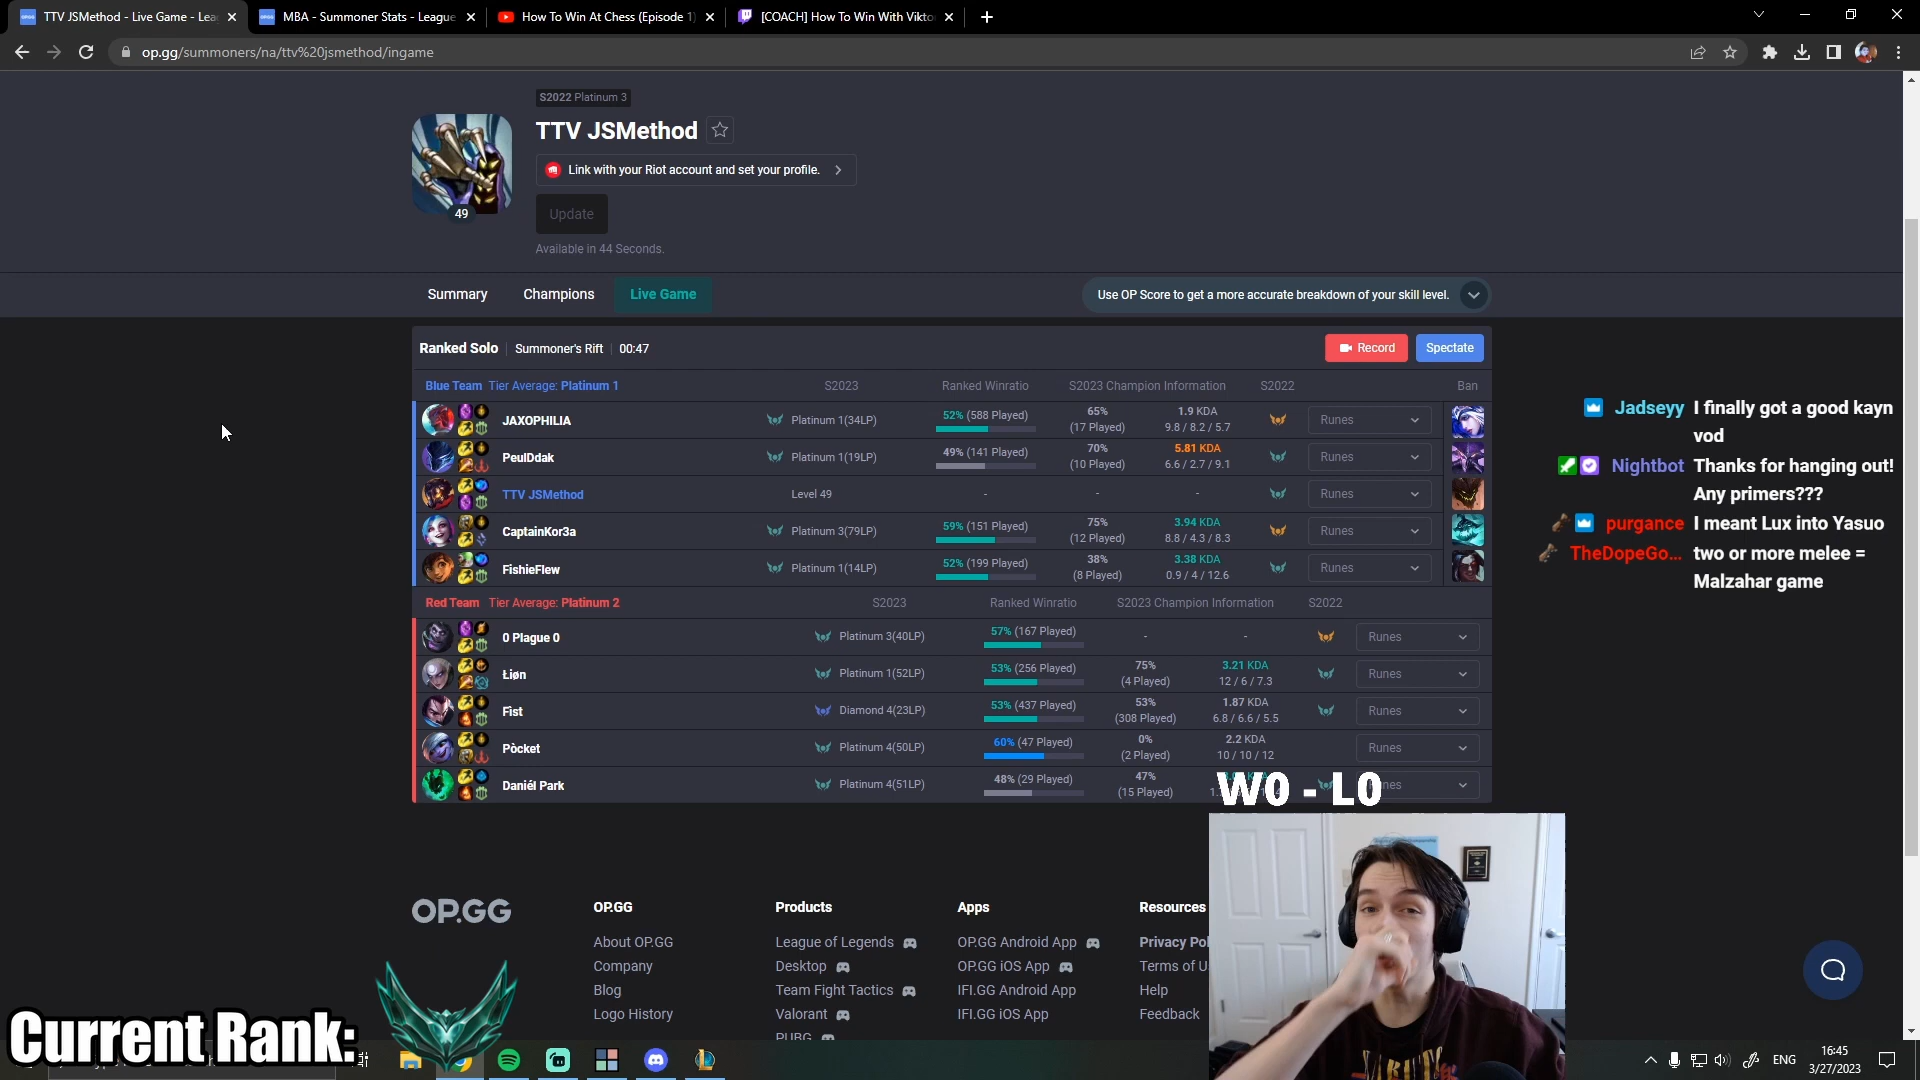 TTV JSMethod - Live Game - Lea
MBA - Summoner Stats - League
How To Win At Chess (Episode 1)
[COACH] How To Win With Vikto
op.gg/summoners/na/ttv%20jsmethod/ingame
S2022 Platinum 3
TTV JSMethod
Link with your Riot account and set your profile.
49
Update
Available in 44 Seconds.
Summary
Champions
Live Game
Use OP Score to get a more accurate breakdown of your skill level.
Ranked Solo
Summoner's Rift
00:47
Record
Spectate
Blue Team Tier Average: Platinum 1
S2023
Ranked Winratio
S2023 Champion Information
S2022
Ban
JAXOPHILIA
Platinum 1(34LP)
52% (588 Played)
65%
(17 Played)
1.9 KDA
9.8 / 8.2 / 5.7
Runes
PeulDdak
Platinum 1(19LP)
49% (141 Played)
70%
(10 Played)
5.81 KDA
6.6 / 2.7 / 9.1
Runes
TTV JSMethod
Level 49
-
-
-
Runes
CaptainKor3a
Platinum 3(79LP)
59% (151 Played)
75%
(12 Played)
3.94 KDA
8.8 / 4.3 / 8.3
Runes
FishieFlew
Platinum 1(14LP)
52% (199 Played)
38%
(8 Played)
3.38 KDA
0.9 / 4 / 12.6
Runes
Red Team Tier Average: Platinum 2
S2023
Ranked Winratio
S2023 Champion Information
S2022
0 Plague 0
Platinum 3(40LP)
57% (167 Played)
-
-
Runes
Łiøn
Platinum 1(52LP)
53% (256 Played)
75%
(4 Played)
3.21 KDA
12 / 6 / 7.3
Runes
Fist
Diamond 4(23LP)
53% (437 Played)
53%
(308 Played)
1.87 KDA
6.8 / 6.6 / 5.5
Runes
Pòcket
Platinum 4(50LP)
60% (47 Played)
0%
(2 Played)
2.2 KDA
10 / 10 / 12
Runes
Daniél Park
Platinum 4(51LP)
48% (29 Played)
47%
(15 Played)
W0 - L0
Jadseyy I finally got a good kayn
vod
Nightbot Thanks for hanging out!
Any primers???
purgance I meant Lux into Yasuo
TheDopeGo... two or more melee =
Malzahar game
OP.GG
OP.GG
About OP.GG
Company
Blog
Logo History
Products
League of Legends
Desktop
Team Fight Tactics
Valorant
PUBG
Apps
OP.GG Android App
OP.GG iOS App
IFI.GG Android App
IFI.GG iOS App
Resources
Privacy Pol
Terms of U
Help
Feedback
Current Rank:
ENG
16:45
3/27/2023